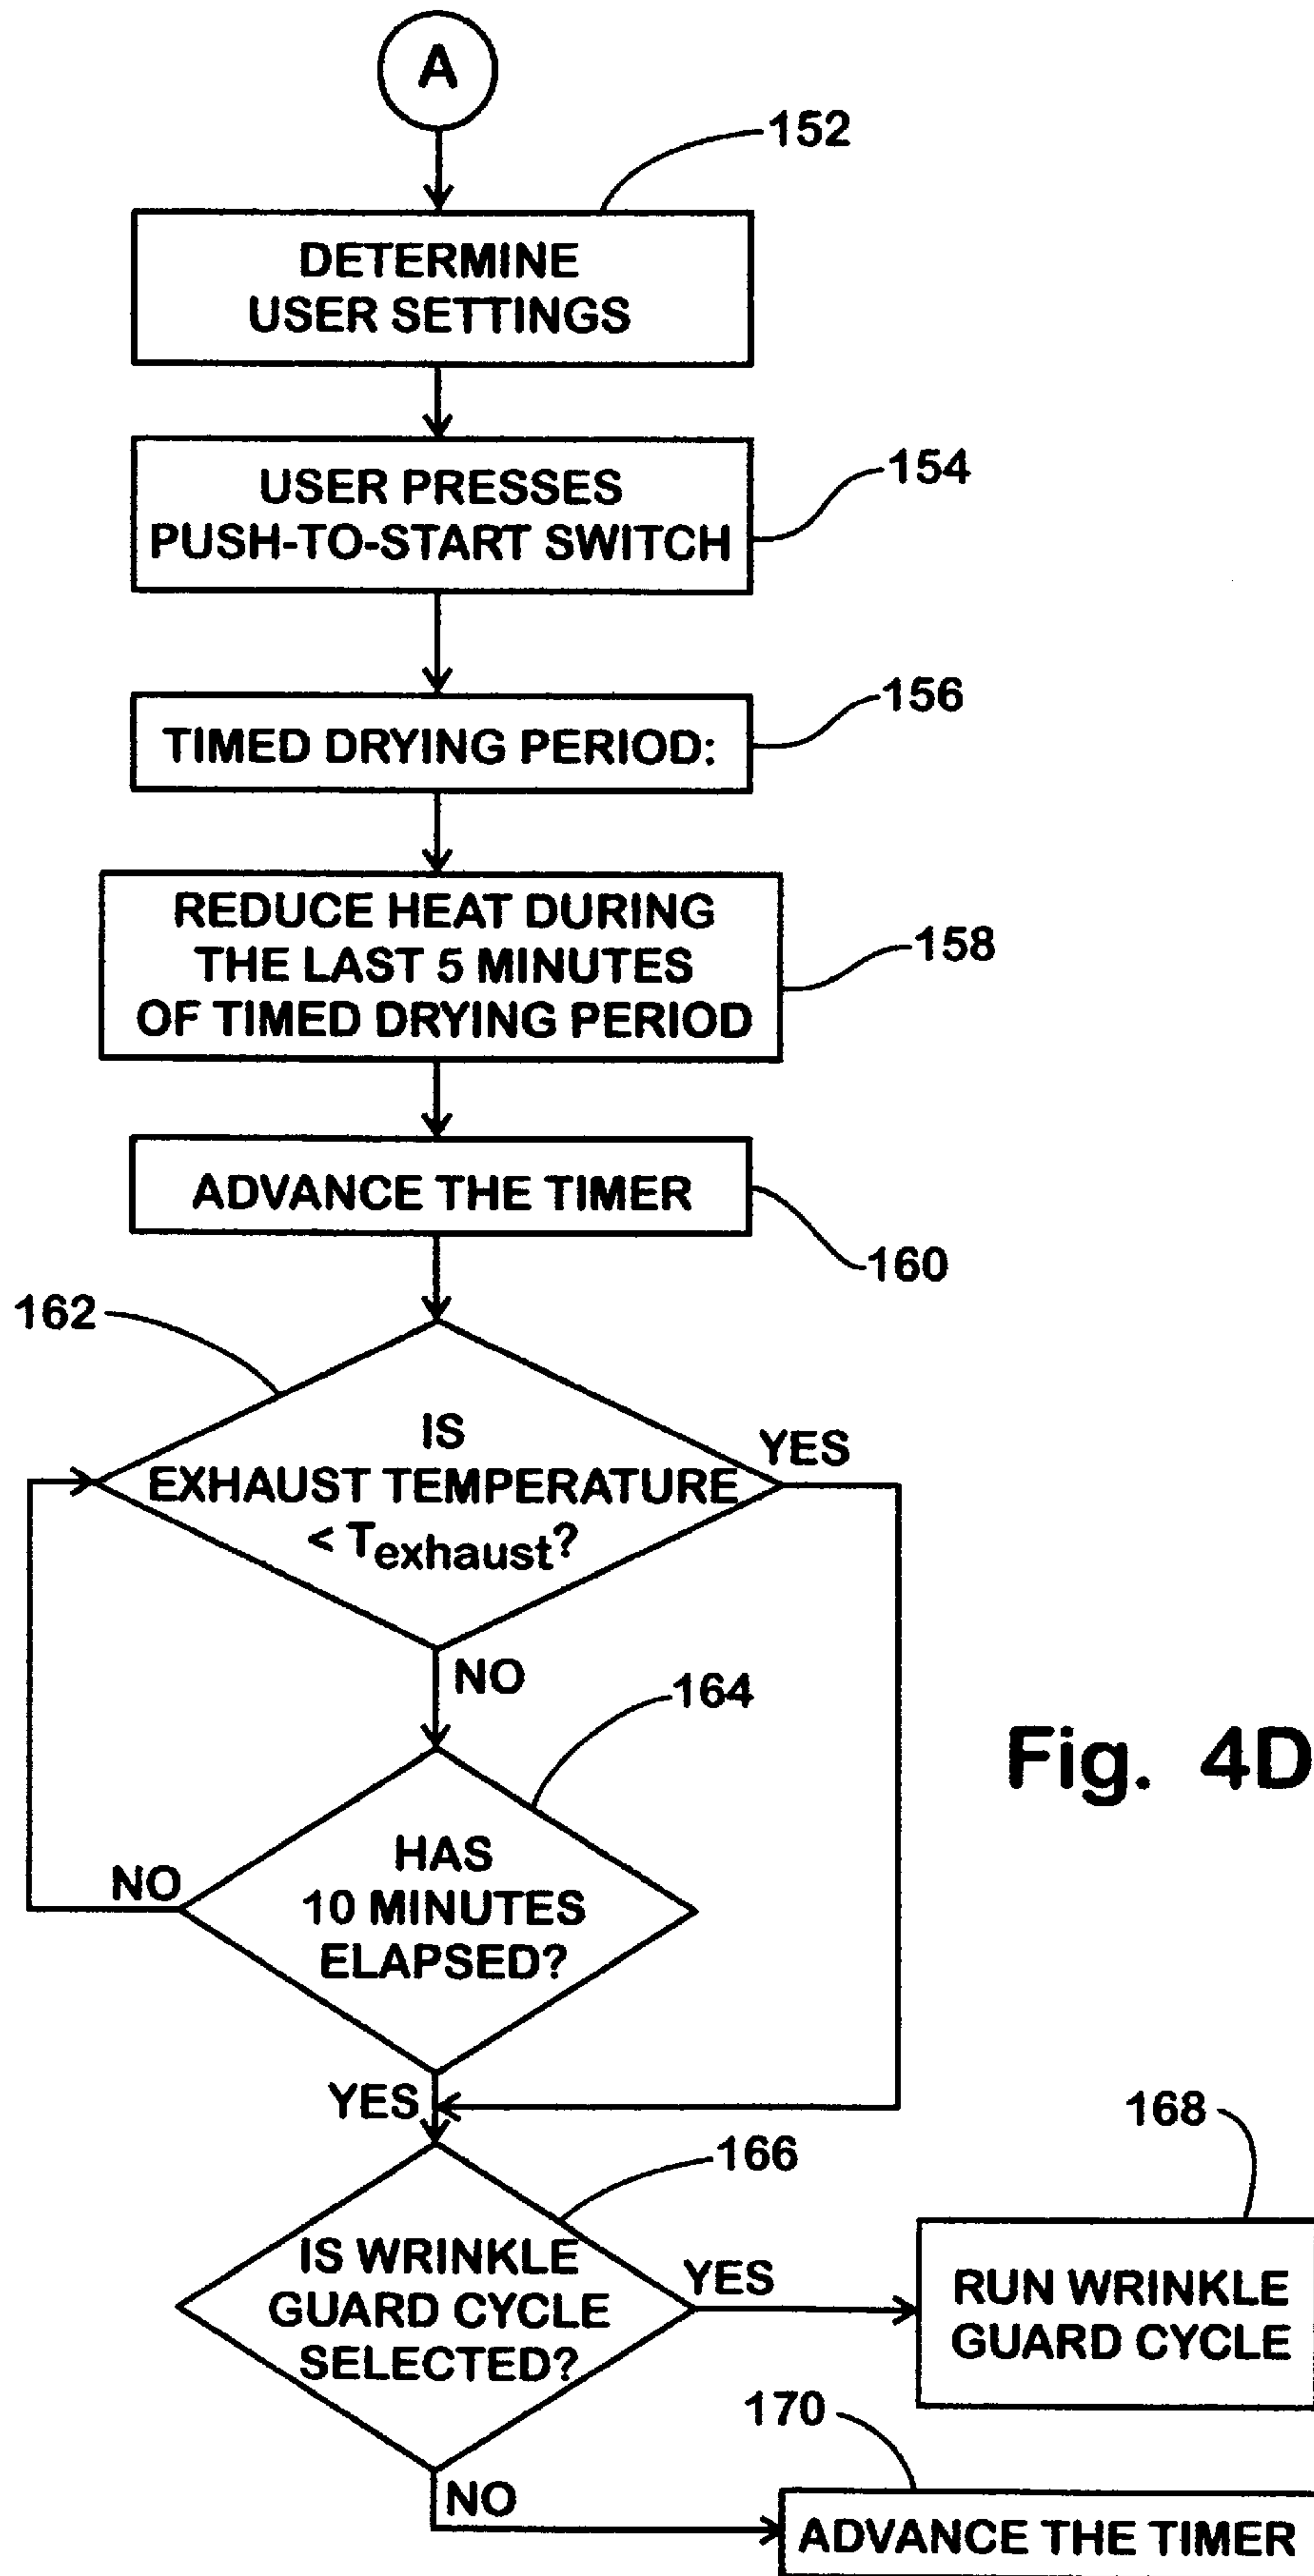 A
152
DETERMINE
USER SETTINGS
154
USER PRESSES
PUSH-TO-START SWITCH
156
TIMED DRYING PERIOD:
158
REDUCE HEAT DURING
THE LAST 5 MINUTES
OF TIMED DRYING PERIOD
ADVANCE THE TIMER
160
162
IS
EXHAUST TEMPERATURE
< Texhaust?
YES
NO
164
Fig. 4D
HAS
10 MINUTES
ELAPSED?
NO
YES
166
168
IS WRINKLE
GUARD CYCLE
SELECTED?
YES
RUN WRINKLE
GUARD CYCLE
170
NO
ADVANCE THE TIMER